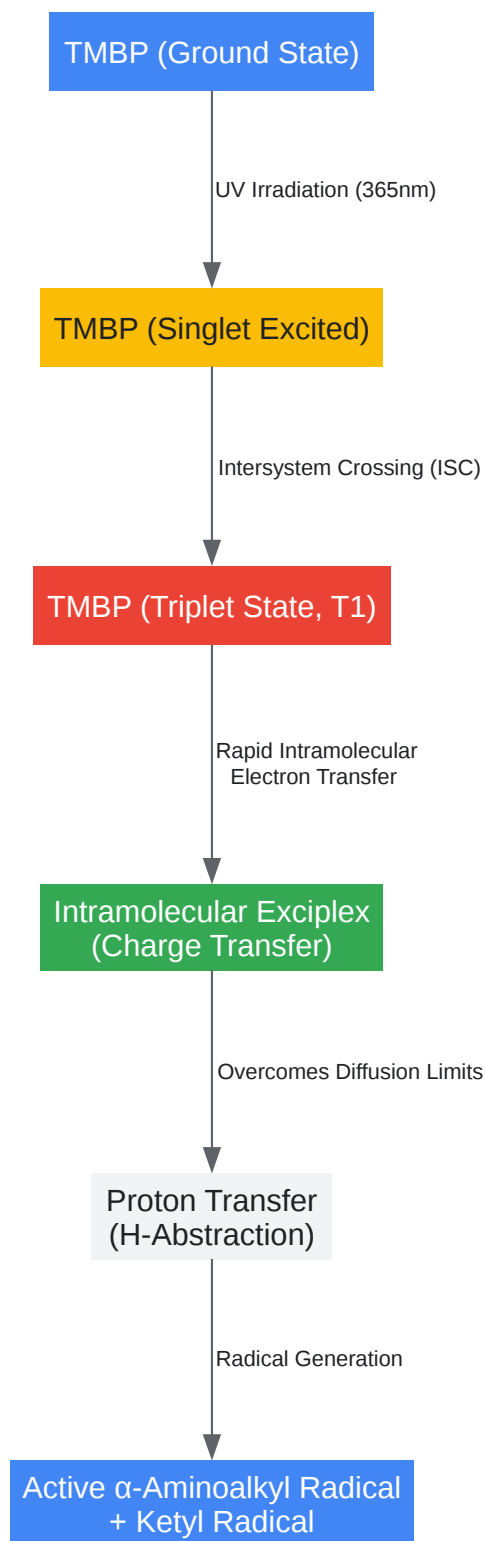 TMBP (Ground State)
UV Irradiation (365nm)
TMBP (Singlet Excited)
Intersystem Crossing (ISC)
TMBP (Triplet State, T1)
Rapid Intramolecular
Electron Transfer
Intramolecular Exciplex
(Charge Transfer)
Overcomes Diffusion Limits
Proton Transfer
(H-Abstraction)
Radical Generation
Active α-Aminoalkyl Radical
+ Ketyl Radical